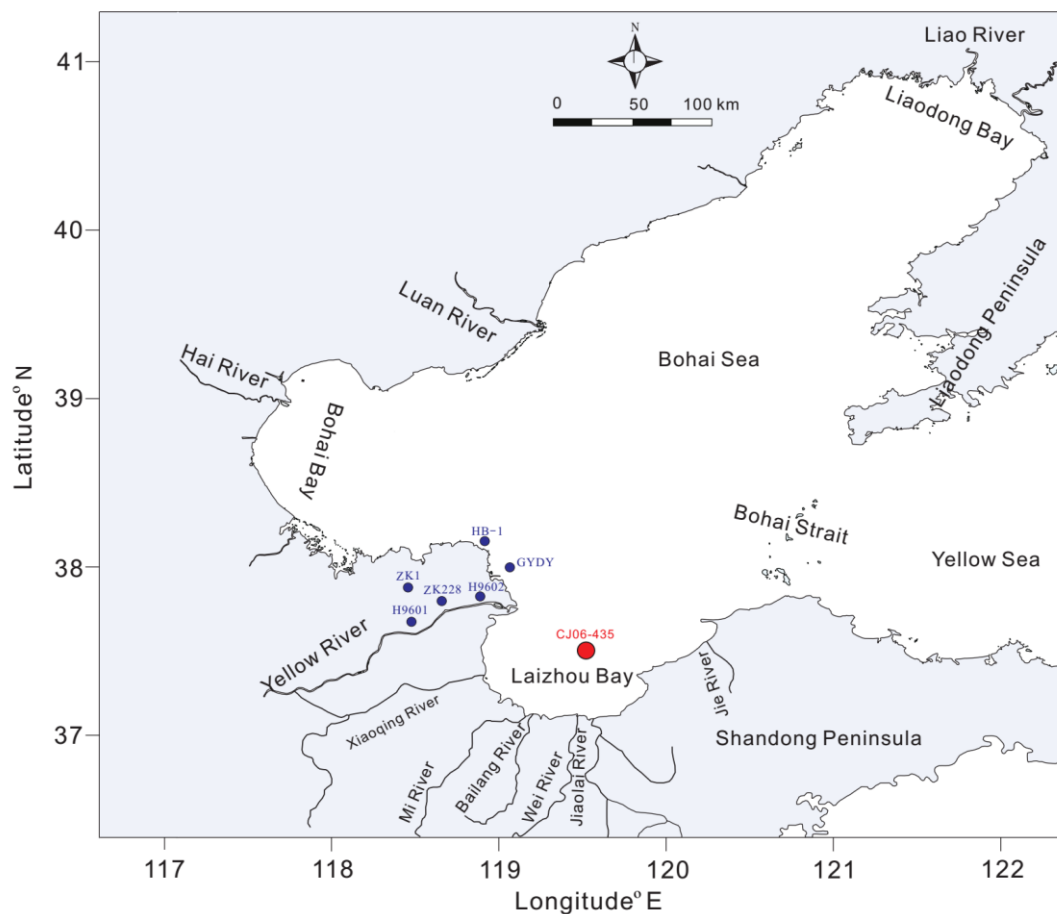 Liao River
N
41
0 50 100 km
Liaodong Bay
40
Luan River
Liaodong Peninsula
Bohai Sea
Hai River
39
Latitude° N
Bohai Bay
Bohai Strait
HB-1
Yellow Sea
38
GYDY
ZK1
ZK228
H9602
H9601
CJ06-435
Yellow River
Laizhou Bay
Jie River
Xiaoqing River
37
Shandong Peninsula
Mi River
Bailang River
Wei River
Jiaolai River
117 118 119 120 121 122
Longitude° E